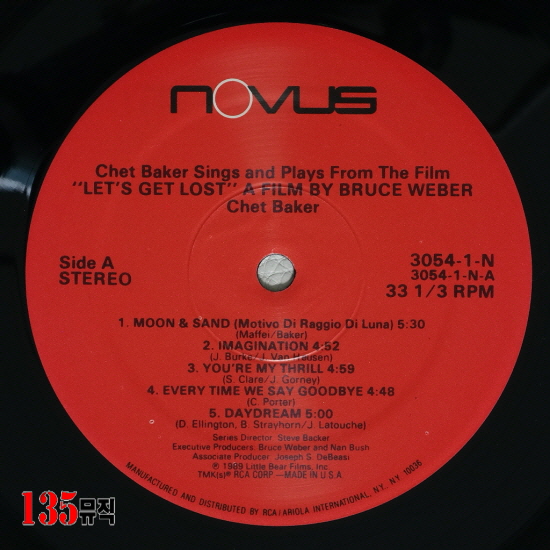 NOVUS
Chet Baker Sings and Plays From The Film
"LET'S GET LOST" A FILM BY BRUCE WEBER
Chet Baker
Side A
STEREO
3054-1-N
3054-1-N-A
33 1/3 RPM
1. MOON & SAND (Motivo Di Raggio Di Luna) 5:30
(Maffei/Baker)
2. IMAGINATION 4:52
(J. Burke/J. Van Heusen)
3. YOU'RE MY THRILL 4:59
(S. Clare/J. Gorney)
4. EVERY TIME WE SAY GOODBYE 4:48
(C. Porter)
5. DAYDREAM 5:00
(D. Ellington, B. Strayhorn/J. Latouche)
Series Director: Steve Backer
Executive Producers: Bruce Weber and Nan Bush
Associate Producer: Joseph S. DeBeasi
℗ 1989 Little Bear Films, Inc.
TMK(s)® RCA CORP—MADE IN U.S.A.
MANUFACTURED AND DISTRIBUTED BY RCA/ARIOLA INTERNATIONAL, N.Y., N.Y. 10036
135뮤직